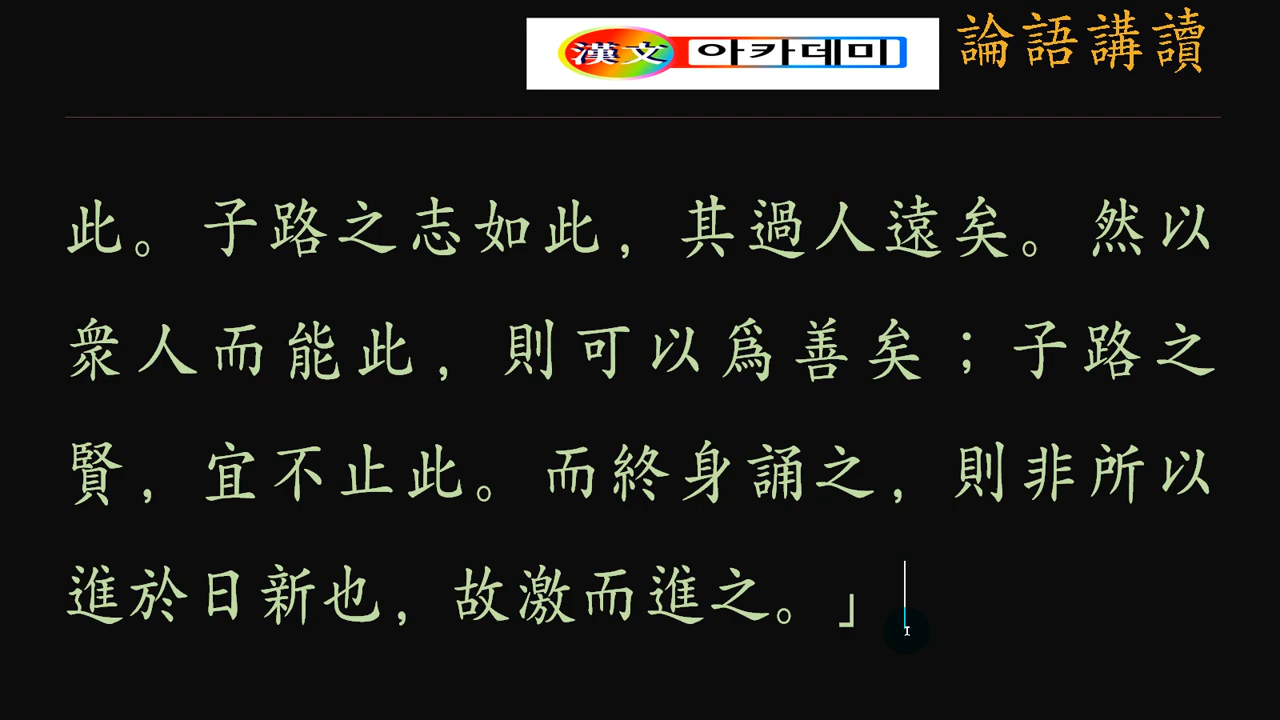 漢文 아카데미
論語講讀
此。子路之志如此，其過人遠矣。然以
衆人而能此，則可以爲善矣；子路之
賢，宜不止此。而終身誦之，則非所以
進於日新也，故激而進之。」